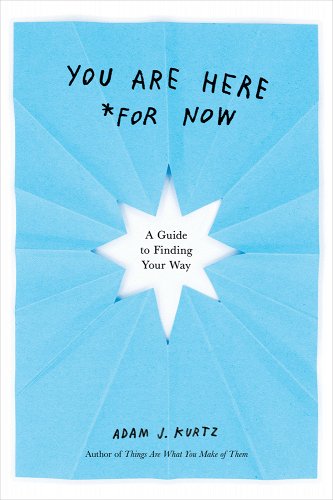 YOU ARE HERE
*FOR NOW
A Guide
to Finding
Your Way
ADAM J. KURTZ
Author of Things Are What You Make of Them